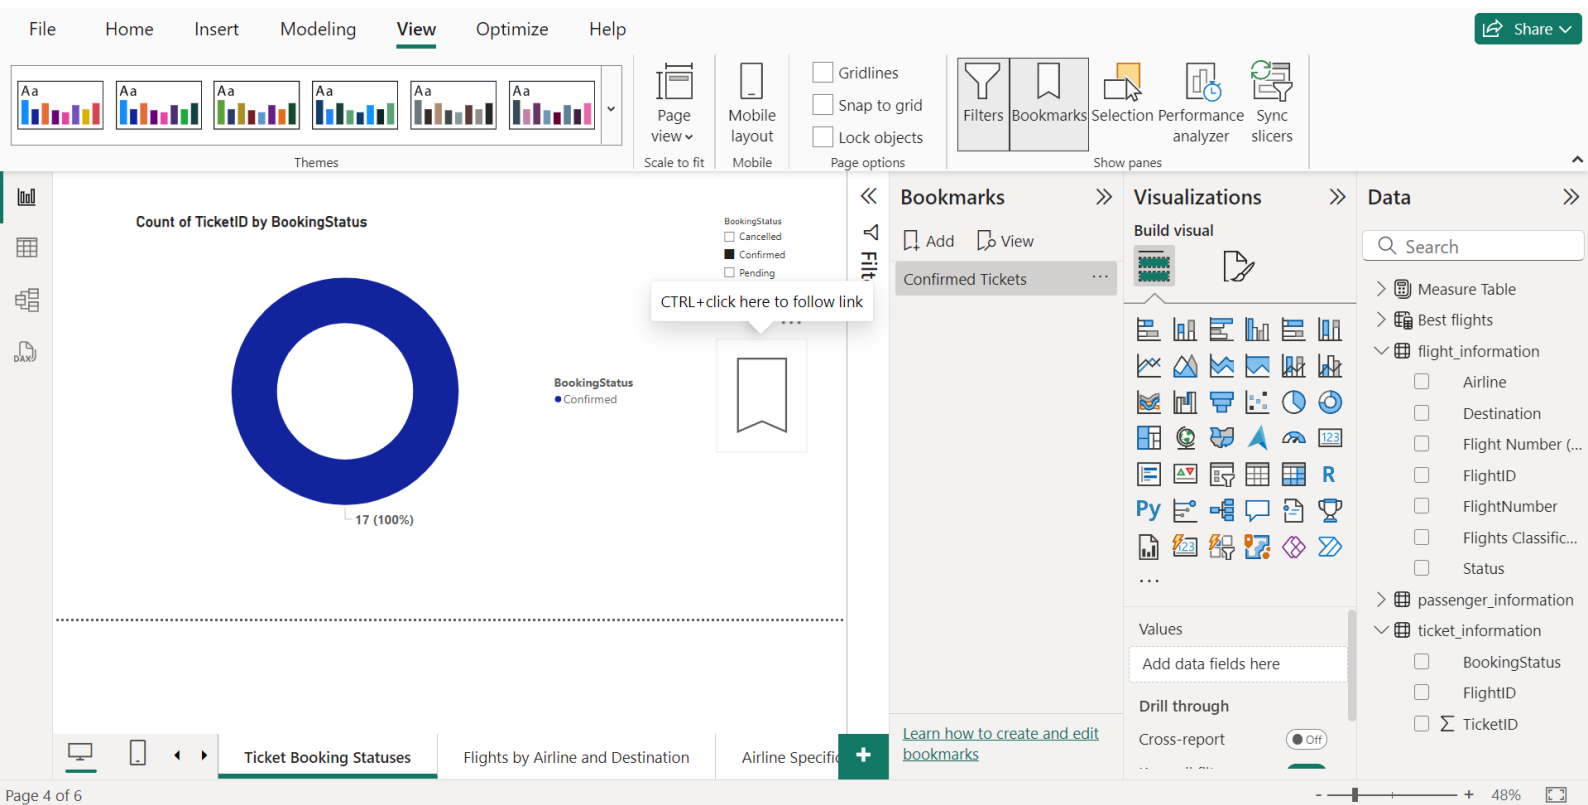 File Home Insert Modeling View Optimize Help Share
Aa Aa Aa Aa Aa Aa
Page view
Mobile layout
Gridlines
Snap to grid
Lock objects
Filters Bookmarks Selection Performance analyzer Sync slicers
Themes Scale to fit Mobile Page options Show panes
Count of TicketID by BookingStatus
BookingStatus
Cancelled
Confirmed
Pending
CTRL+click here to follow link
BookingStatus
Confirmed
17 (100%)
DAX
Filt
Bookmarks
Add View
Confirmed Tickets ...
Learn how to create and edit
bookmarks
Visualizations
Build visual
123
R
Py
123
...
Values
Add data fields here
Drill through
Cross-report Off
Data
Search
Measure Table
Best flights
flight_information
Airline
Destination
Flight Number (...
FlightID
FlightNumber
Flights Classific...
Status
passenger_information
ticket_information
BookingStatus
FlightID
Σ TicketID
Ticket Booking Statuses Flights by Airline and Destination Airline Specific +
Page 4 of 6 - + 48%